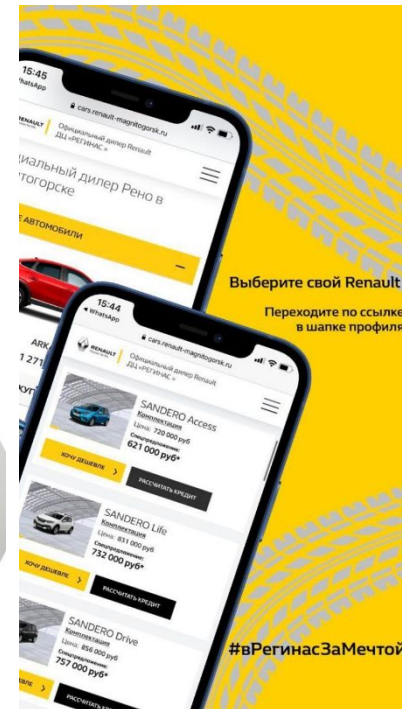 15:45
WhatsApp
cars.renault-magnitogorsk.ru
RENAULT
Официальный дилер Renault
ДЦ «РЕГИНАС »
дилер Рено в
АВТОМОБИЛИ
Выберите свой Renault
Переходите по ссылке
в шапке профиля
15:44
WhatsApp
cars.renault-magnitogorsk.ru
RENAULT
Официальный дилер Renault
ДЦ «РЕГИНАС »
SANDERO Access
Комплектация
Цена: 720 000 руб
Спецпредложение:
621 000 руб*
ХОЧУ ДЕШЕВЛЕ
РАССЧИТАТЬ КРЕДИТ
SANDERO Life
Комплектация
Цена: 831 000 руб
Спецпредложение:
732 000 руб*
ХОЧУ ДЕШЕВЛЕ
РАССЧИТАТЬ КРЕДИТ
SANDERO Drive
Комплектация
Цена: 856 000 руб
Спецпредложение:
757 000 руб*
РАССЧИТАТЬ КРЕДИТ
#вРегинасЗаМечтой